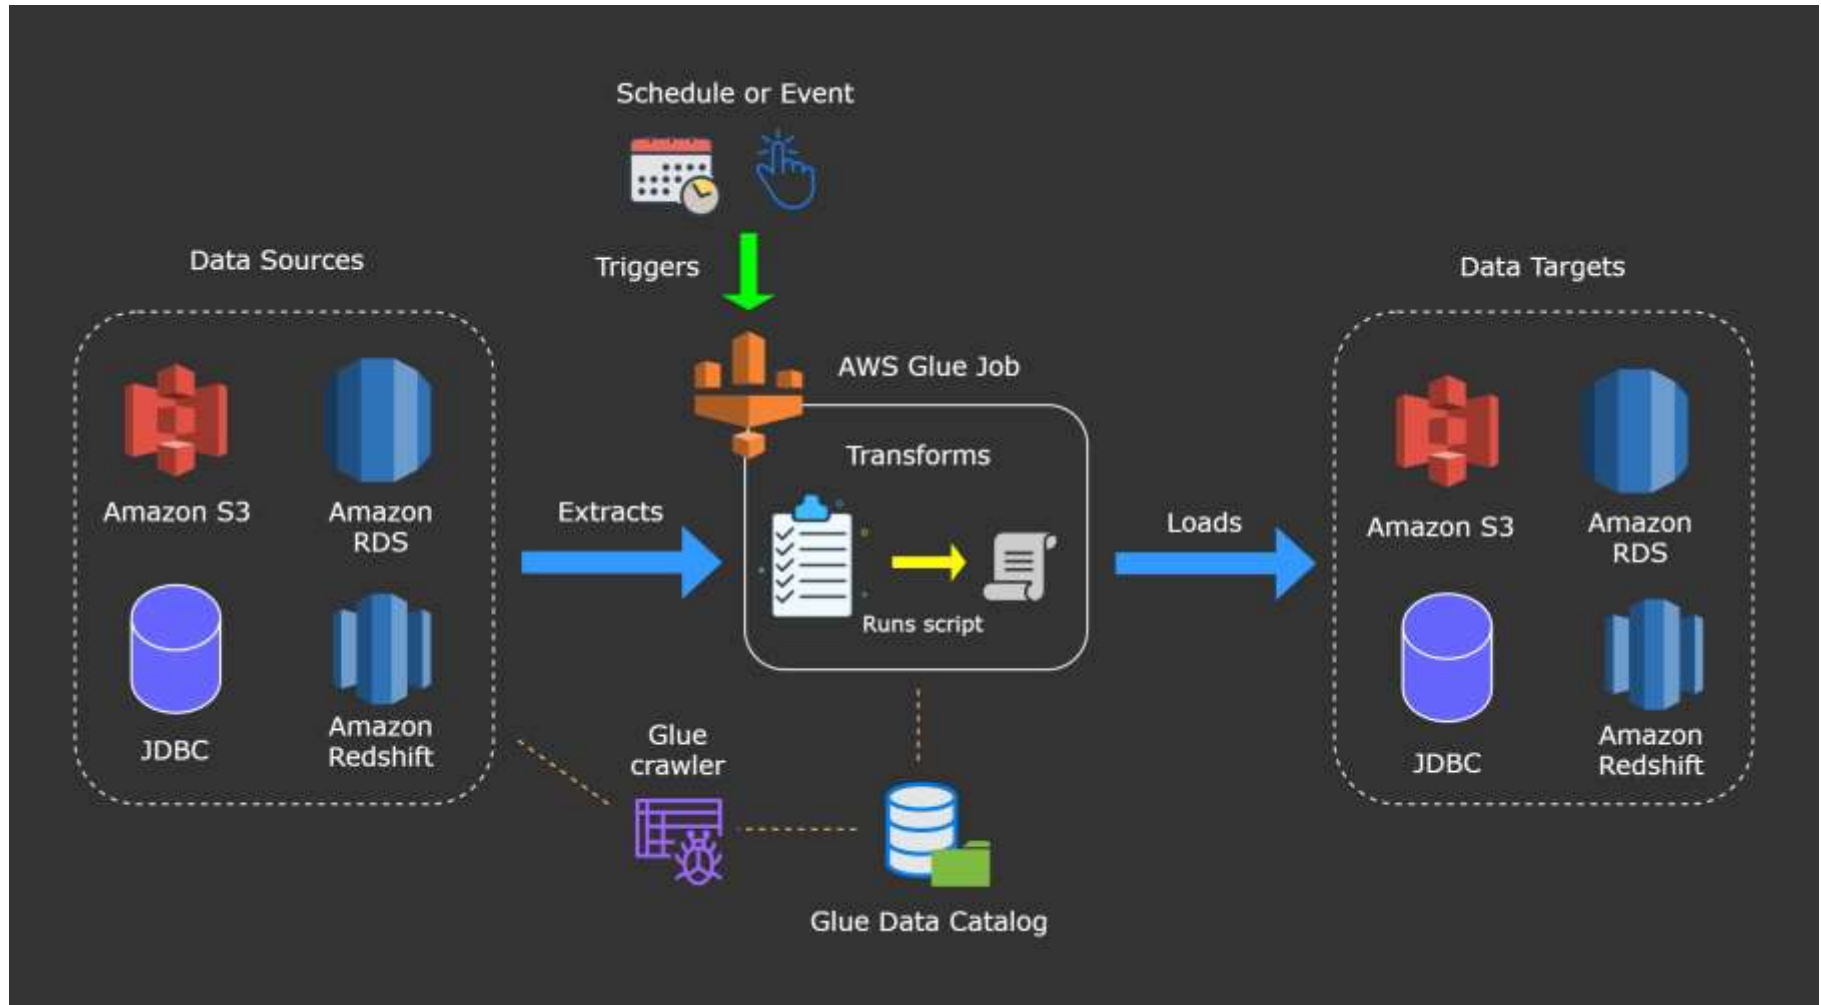 Schedule or Event
Triggers
Data Sources
Amazon S3
Amazon
RDS
JDBC
Amazon
Redshift
Extracts
AWS Glue Job
Transforms
Runs script
Loads
Data Targets
Amazon S3
Amazon
RDS
JDBC
Amazon
Redshift
Glue
crawler
Glue Data Catalog